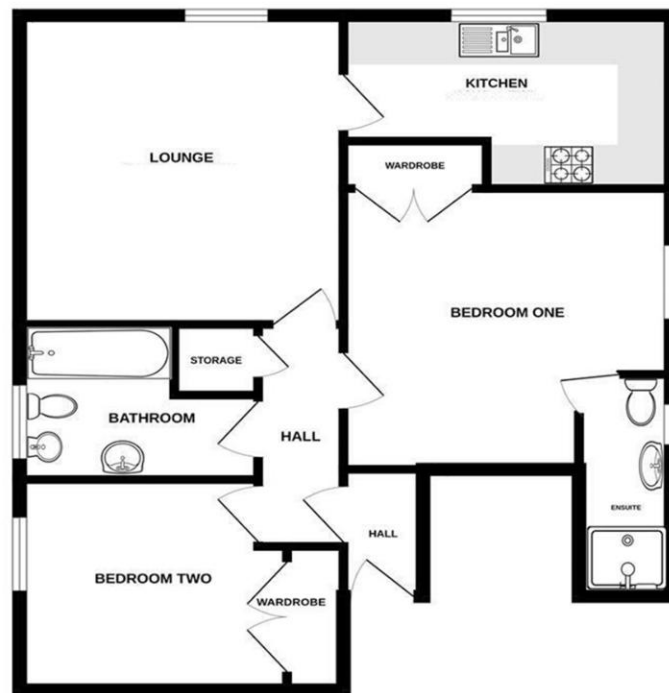 KITCHEN
LOUNGE
WARDROBE
BEDROOM ONE
STORAGE
BATHROOM
HALL
ENSUITE
HALL
BEDROOM TWO
WARDROBE